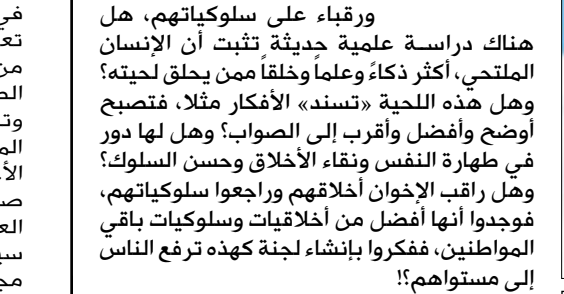 ورقباء على سلوكياتهم، هل
هناك دراسة علمية حديثة تثبت أن الإنسان
الملتحي، أكثر ذكاءً وعلماً وخلقاً ممن يحلق لحيته؟
وهل هذه اللحية «تسند» الأفكار مثلا، فتصبح
أوضح وأفضل وأقرب إلى الصواب؟ وهل لها دور
في طهارة النفس ونقاء الأخلاق وحسن السلوك؟
وهل راقب الإخوان أخلاقهم وراجعوا سلوكياتهم،
فوجدوا أنها أفضل من أخلاقيات وسلوكيات باقي
المواطنين، ففكروا بإنشاء لجنة كهذه ترفع الناس
إلى مستواهم؟!